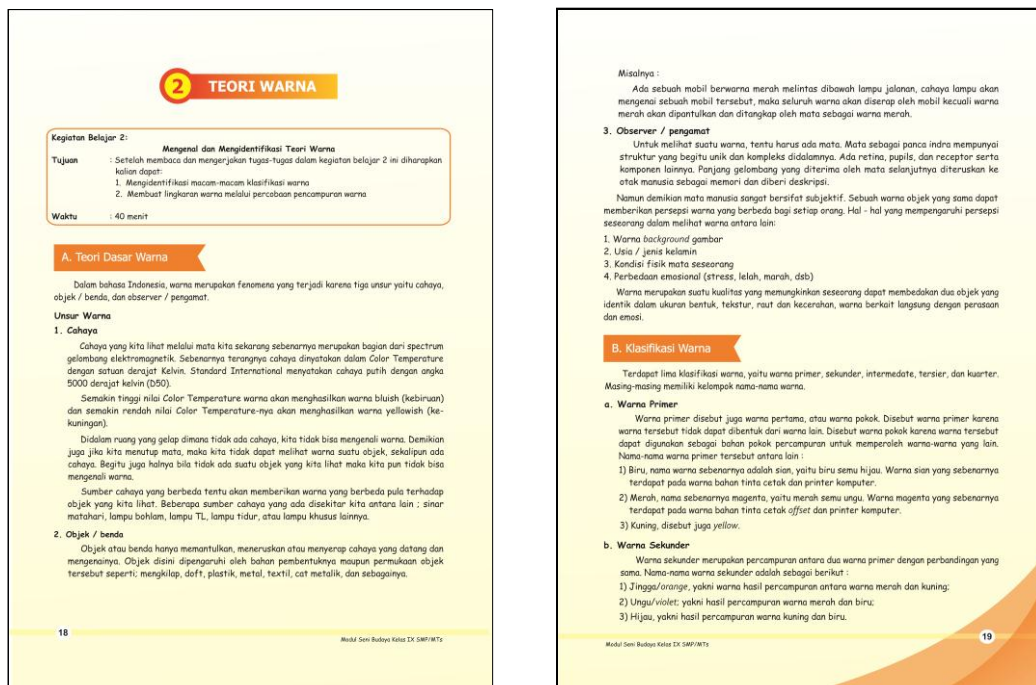 2 TEORI WARNA
Kegiatan Belajar 2:
Mengenal dan Mengidentifikasi Teori Warna
Tujuan : Setelah membaca dan mengerjakan tugas-tugas dalam kegiatan belajar 2 ini diharapkan
kalian dapat:
1. Mengidentifikasi macam-macam klasifikasi warna
2. Membuat lingkaran warna melalui percobaan pencampuran warna
Waktu : 40 menit
A. Teori Dasar Warna
Dalam bahasa Indonesia, warna merupakan fenomena yang terjadi karena tiga unsur yaitu cahaya,
objek / benda, dan observer / pengamat.
Unsur Warna
1. Cahaya
Cahaya yang kita lihat melalui mata kita sekarang sebenarnya merupakan bagian dari spectrum
gelombang elektromagnetik. Sebenarnya terangnya cahaya dinyatakan dalam Color Temperature
dengan satuan derajat Kelvin. Standard International menyatakan cahaya putih dengan angka
5000 derajat kelvin (D50).
Semakin tinggi nilai Color Temperature warna akan menghasilkan warna bluish (kebiruan)
dan semakin rendah nilai Color Temperature-nya akan menghasilkan warna yellowish (ke-
kuningan).
Didalam ruang yang gelap dimana tidak ada cahaya, kita tidak bisa mengenali warna. Demikian
juga jika kita menutup mata, maka kita tidak dapat melihat warna suatu objek, sekalipun ada
cahaya. Begitu juga halnya bila tidak ada suatu objek yang kita lihat maka kita pun tidak bisa
mengenali warna.
Sumber cahaya yang berbeda tentu akan memberikan warna yang berbeda pula terhadap
objek yang kita lihat. Beberapa sumber cahaya yang ada disekitar kita antara lain ; sinar
matahari, lampu bohlam, lampu TL, lampu tidur, atau lampu khusus lainnya.
2. Objek / benda
Objek atau benda hanya memantulkan, meneruskan atau menyerap cahaya yang datang dan
mengenainya. Objek disini dipengaruhi oleh bahan pembentuknya maupun permukaan objek
tersebut seperti; mengkilap, doft, plastik, metal, textil, cat metalik, dan sebagainya.
18
Modul Seni Budaya Kelas IX SMP/MTs
Misalnya :
Ada sebuah mobil berwarna merah melintas dibawah lampu jalanan, cahaya lampu akan
mengenai sebuah mobil tersebut, maka seluruh warna akan diserap oleh mobil kecuali warna
merah akan dipantulkan dan ditangkap oleh mata sebagai warna merah.
3. Observer / pengamat
Untuk melihat suatu warna, tentu harus ada mata. Mata sebagai panca indra mempunyai
struktur yang begitu unik dan kompleks didalamnya. Ada retina, pupils, dan receptor serta
komponen lainnya. Panjang gelombang yang diterima oleh mata selanjutnya diteruskan ke
otak manusia sebagai memori dan diberi deskripsi.
Namun demikian mata manusia sangat bersifat subjektif. Sebuah warna objek yang sama dapat
memberikan persepsi warna yang berbeda bagi setiap orang. Hal - hal yang mempengaruhi persepsi
seseorang dalam melihat warna antara lain:
1. Warna background gambar
2. Usia / jenis kelamin
3. Kondisi fisik mata seseorang
4. Perbedaan emosional (stress, lelah, marah, dsb)
Warna merupakan suatu kualitas yang memungkinkan seseorang dapat membedakan dua objek yang
identik dalam ukuran bentuk, tekstur, raut dan kecerahan, warna berkait langsung dengan perasaan
dan emosi.
B. Klasifikasi Warna
Terdapat lima klasifikasi warna, yaitu warna primer, sekunder, intermedate, tersier, dan kuarter.
Masing-masing memiliki kelompok nama-nama warna.
a. Warna Primer
Warna primer disebut juga warna pertama, atau warna pokok. Disebut warna primer karena
warna tersebut tidak dapat dibentuk dari warna lain. Disebut warna pokok karena warna tersebut
dapat digunakan sebagai bahan pokok percampuran untuk memperoleh warna-warna yang lain.
Nama-nama warna primer tersebut antara lain :
1) Biru, nama warna sebenarnya adalah sian, yaitu biru semu hijau. Warna sian yang sebenarnya
terdapat pada warna bahan tinta cetak dan printer komputer.
2) Merah, nama sebenarnya magenta, yaitu merah semu ungu. Warna magenta yang sebenarnya
terdapat pada warna bahan tinta cetak offset dan printer komputer.
3) Kuning, disebut juga yellow.
b. Warna Sekunder
Warna sekunder merupakan percampuran antara dua warna primer dengan perbandingan yang
sama. Nama-nama warna sekunder adalah sebagai berikut :
1) Jingga/orange, yakni warna hasil percampuran antara warna merah dan kuning;
2) Ungu/violet; yakni hasil percampuran warna merah dan biru;
3) Hijau, yakni hasil percampuran warna kuning dan biru.
Modul Seni Budaya Kelas IX SMP/MTs
19